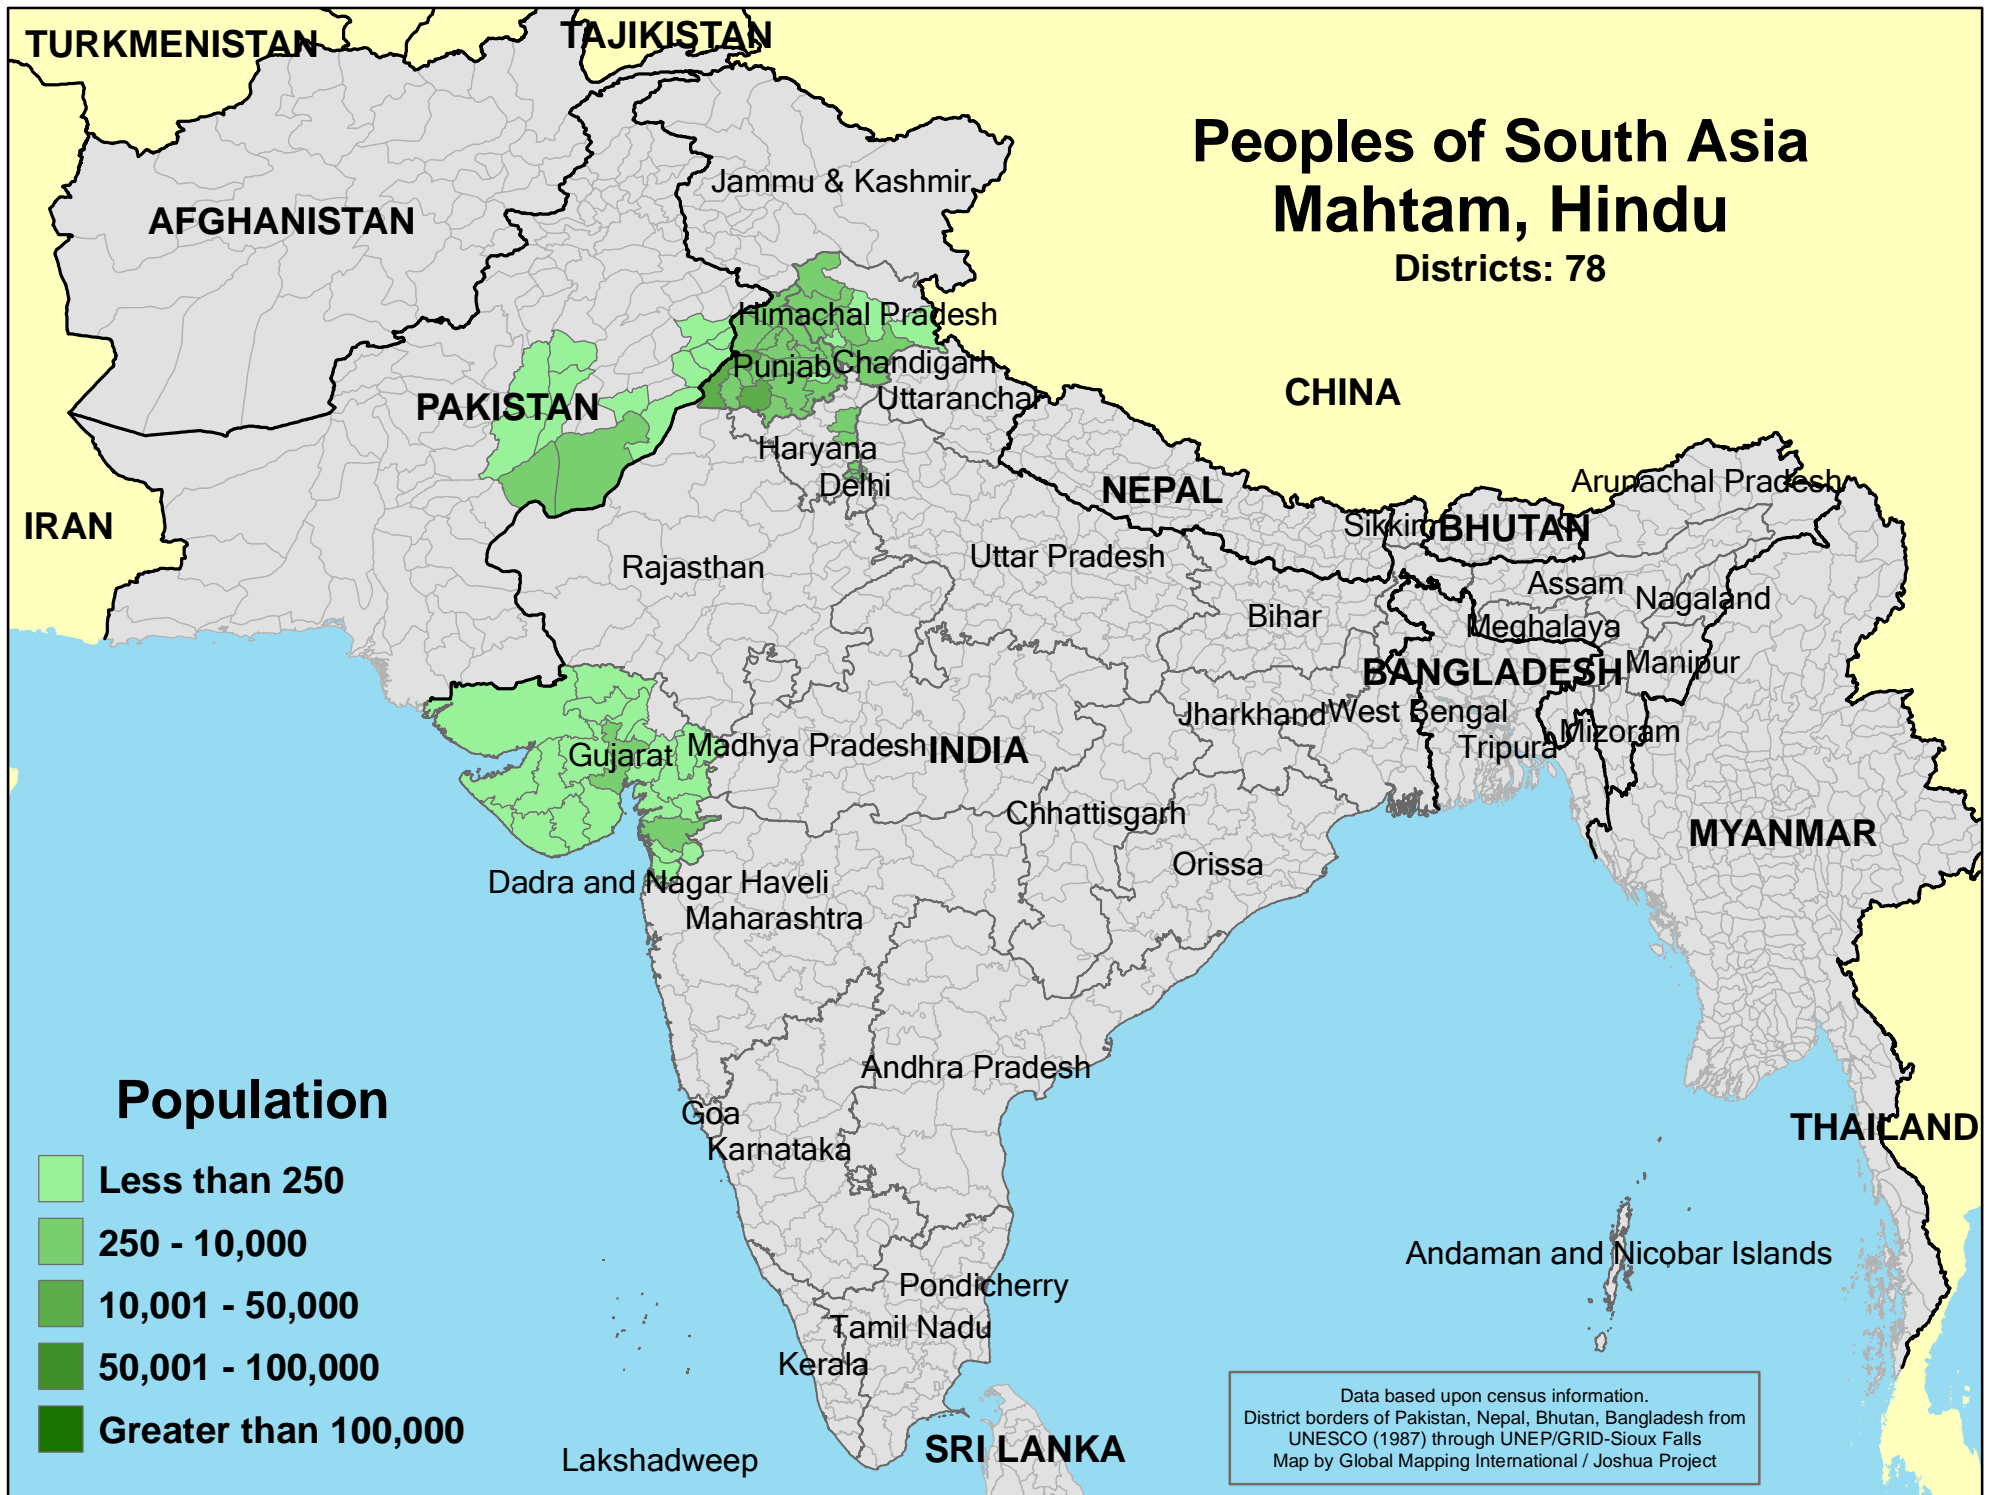 TURKMENISTAN
TAJIKISTAN
Peoples of South Asia
Mahtam, Hindu
Districts: 78
Jammu & Kashmir
AFGHANISTAN
Himachal Pradesh
Punjab
Chandigarh
CHINA
Uttaranchal
PAKISTAN
Haryana
Delhi
NEPAL
Arunachal Pradesh
IRAN
Sikkim
BHUTAN
Rajasthan
Uttar Pradesh
Assam
Nagaland
Bihar
Meghalaya
BANGLADESH
Manipur
Jharkhand
West Bengal
Gujarat
Madhya Pradesh
INDIA
Tripura
Mizoram
Chhattisgarh
MYANMAR
Orissa
Dadra and Nagar Haveli
Maharashtra
Andhra Pradesh
Population
Goa
Karnataka
THAILAND
Less than 250
250 - 10,000
10,001 - 50,000
50,001 - 100,000
Greater than 100,000
Andaman and Nicobar Islands
Pondicherry
Tamil Nadu
Kerala
Lakshadweep
SRI LANKA
Data based upon census information.
District borders of Pakistan, Nepal, Bhutan, Bangladesh from
UNESCO (1987) through UNEP/GRID-Sioux Falls
Map by Global Mapping International / Joshua Project